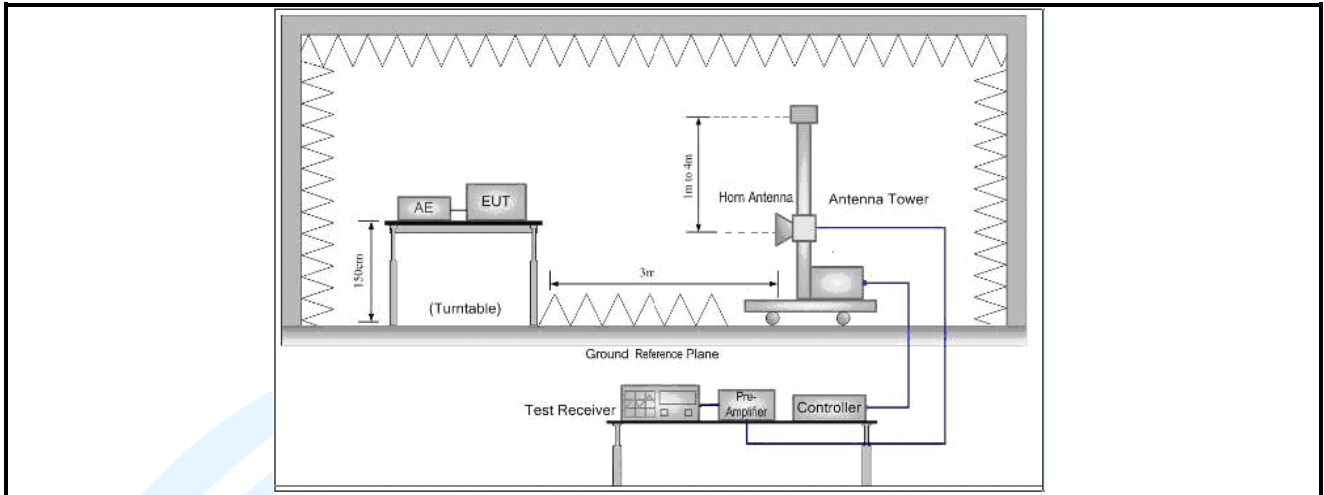 1m to 4m
Horn Antenna
Antenna Tower
AE
EUT
150cm
3m
(Turntable)
Ground Reference Plane
Test Receiver
Pre-
Amplifier
Controller